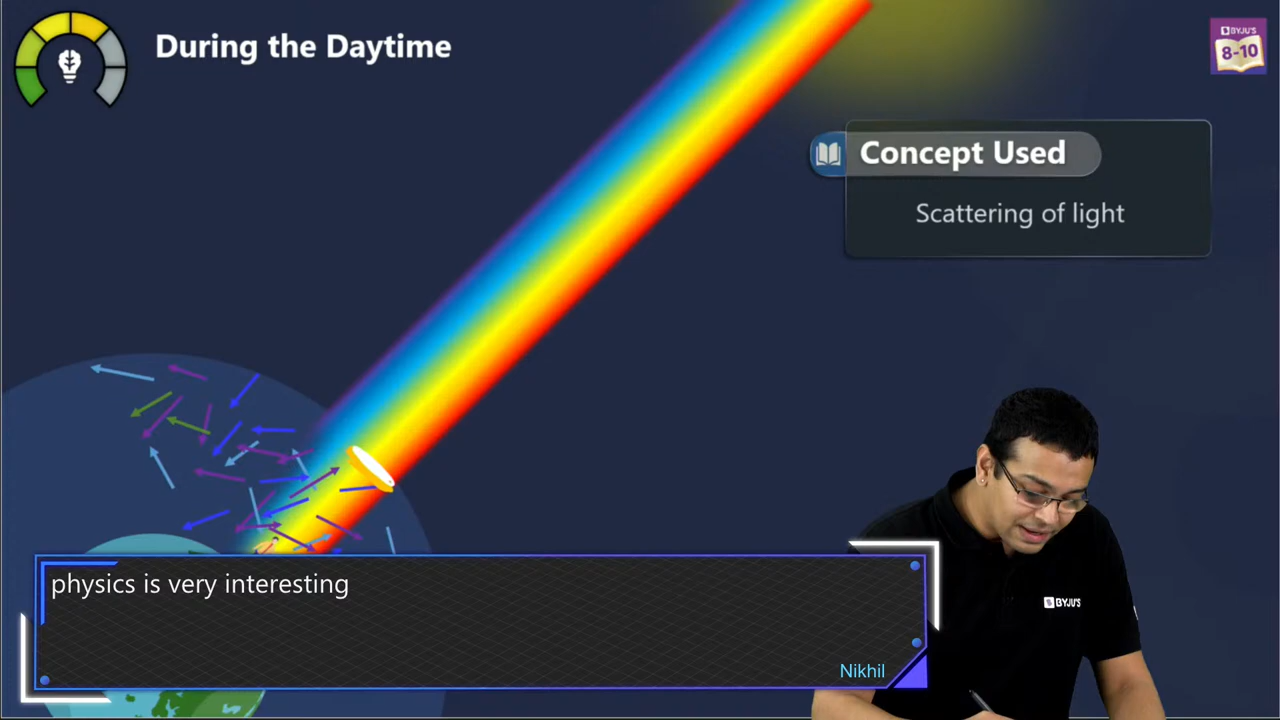 During the Daytime
BYJU'S
8-10
Concept Used
Scattering of light
BYJU'S
physics is very interesting
Nikhil